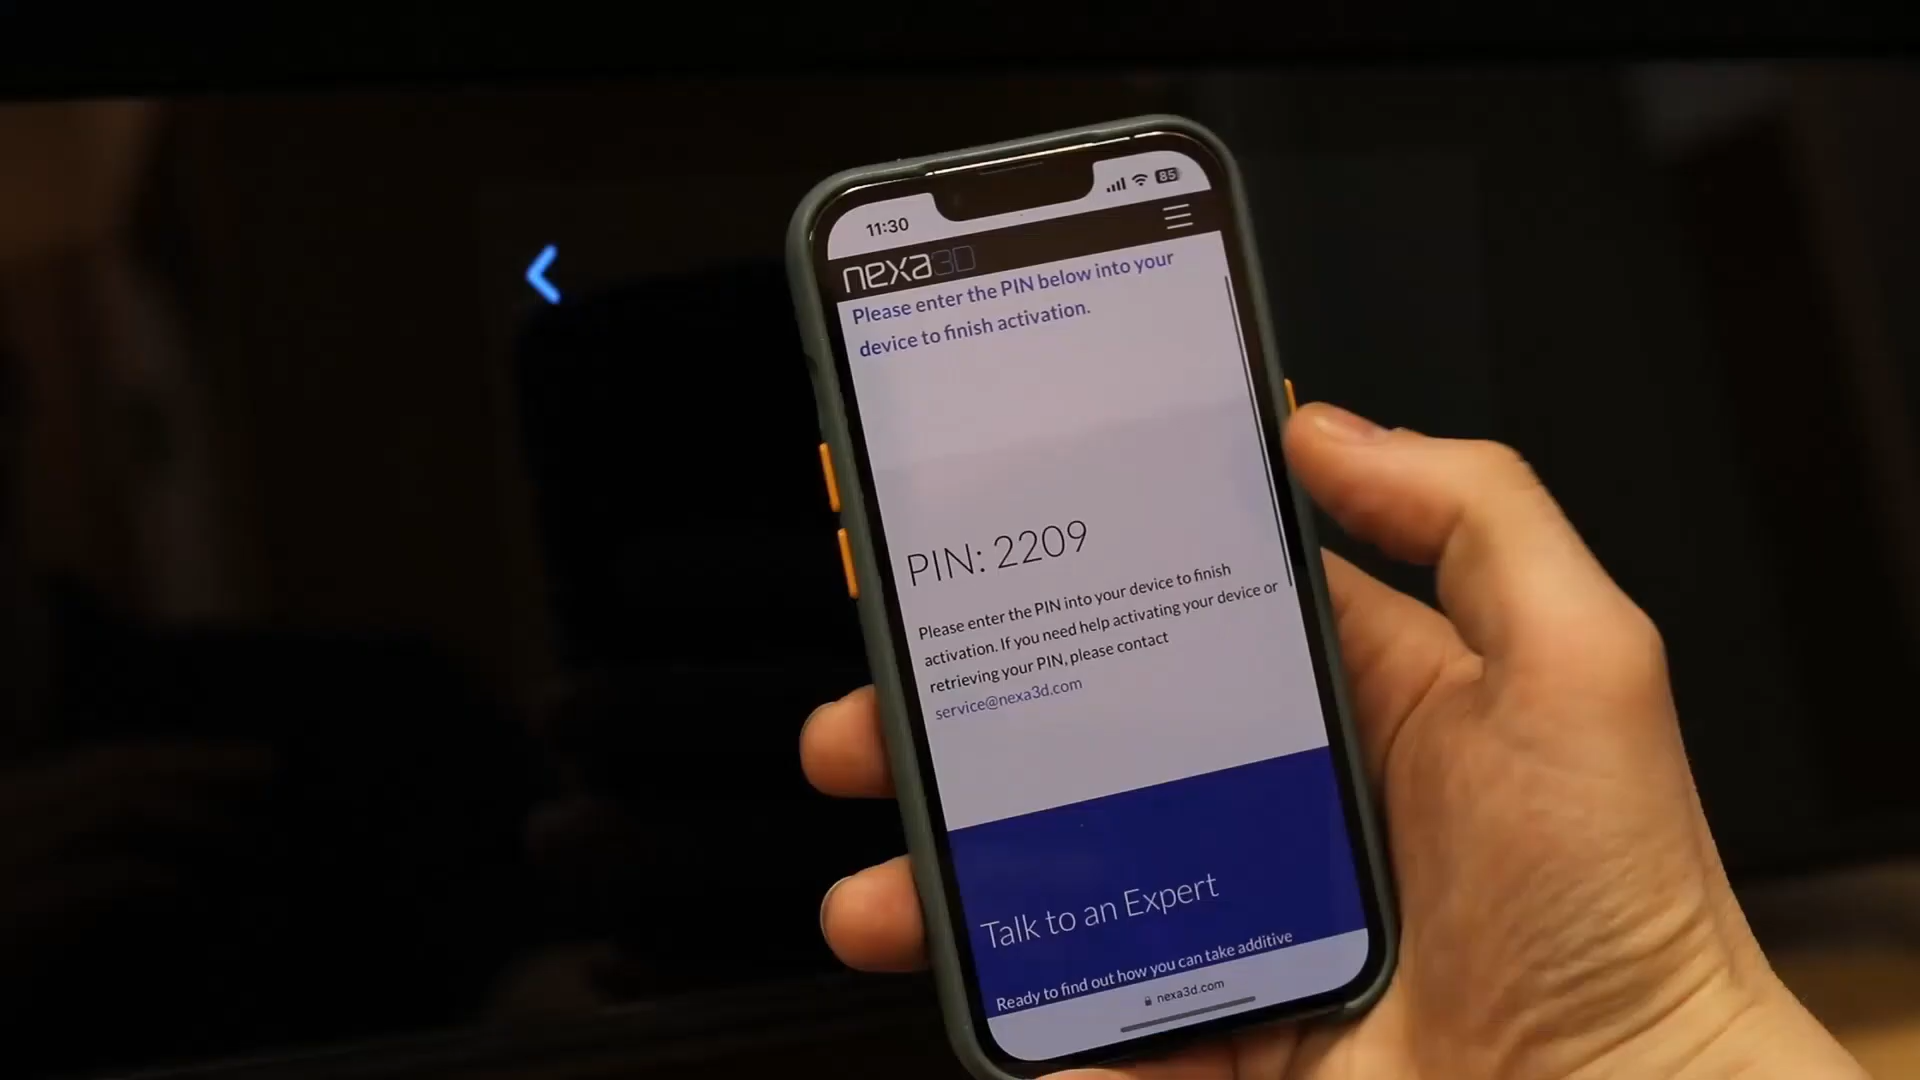 11:30
85
nexa3D
Please enter the PIN below into your
device to finish activation.
PIN: 2209
Please enter the PIN into your device to finish
activation. If you need help activating your device or
retrieving your PIN, please contact
service@nexa3d.com
Talk to an Expert
Ready to find out how you can take additive
nexa3d.com